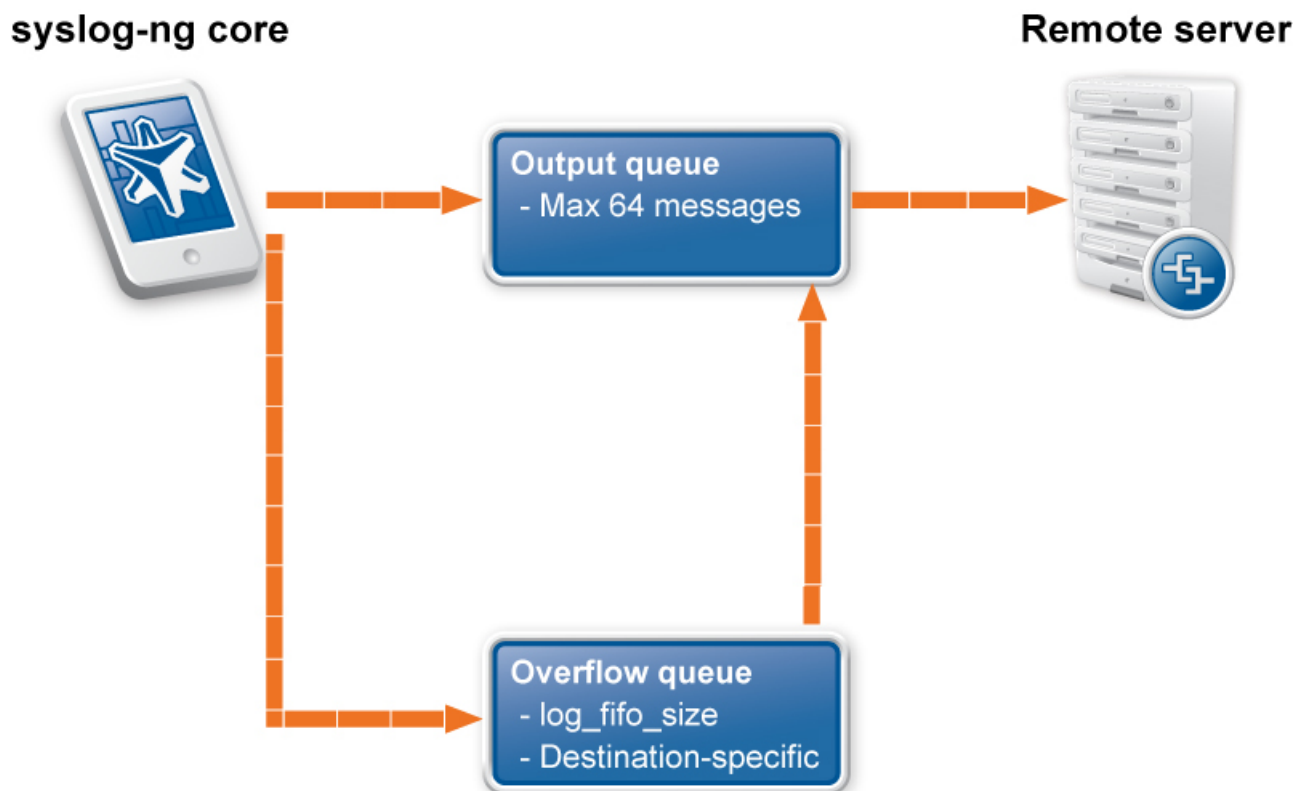 syslog-ng core
Remote server
Output queue
- Max 64 messages
Overflow queue
- log_fifo_size
- Destination-specific